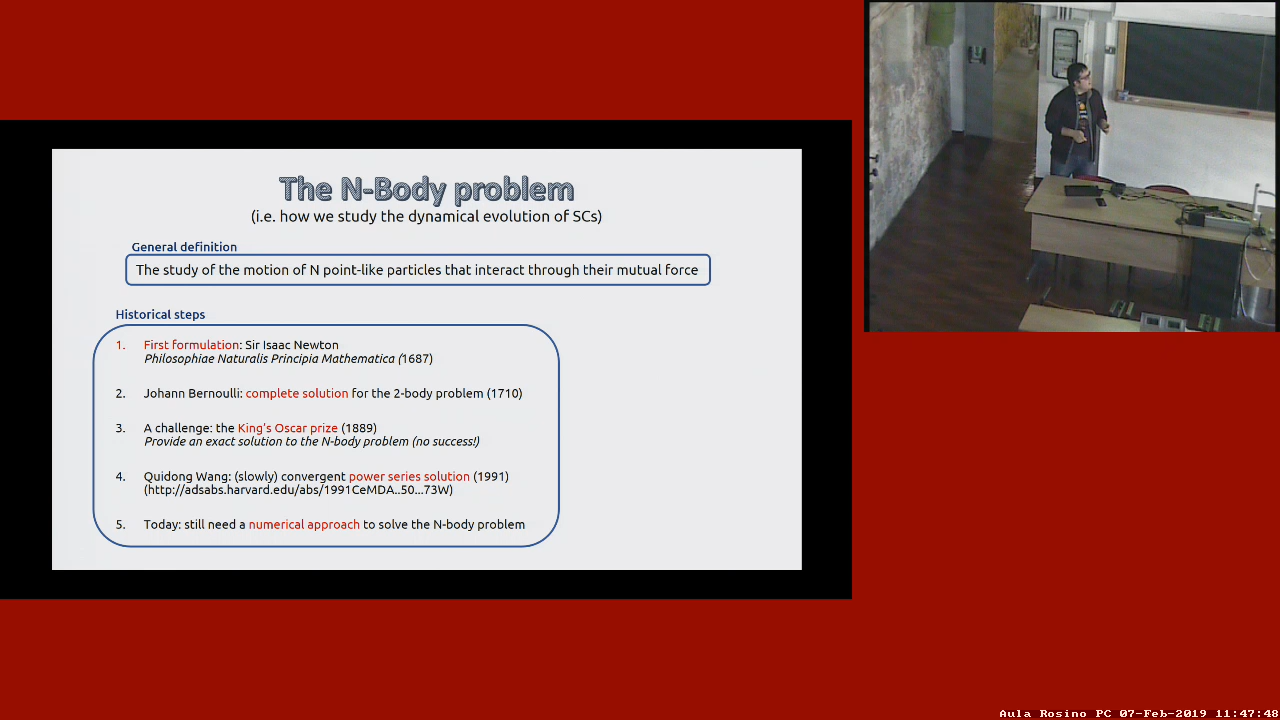 The N-Body problem
(i.e. how we study the dynamical evolution of SCs)
General definition
The study of the motion of N point-like particles that interact through their mutual force
Historical steps
1. First formulation: Sir Isaac Newton
Philosophiae Naturalis Principia Mathematica (1687)
2. Johann Bernoulli: complete solution for the 2-body problem (1710)
3. A challenge: the King's Oscar prize (1889)
Provide an exact solution to the N-body problem (no success!)
4. Quidong Wang: (slowly) convergent power series solution (1991)
(http://adsabs.harvard.edu/abs/1991CeMDA..50...73W)
5. Today: still need a numerical approach to solve the N-body problem
Aula Rosino PC 07-Feb-2019 11:47:48